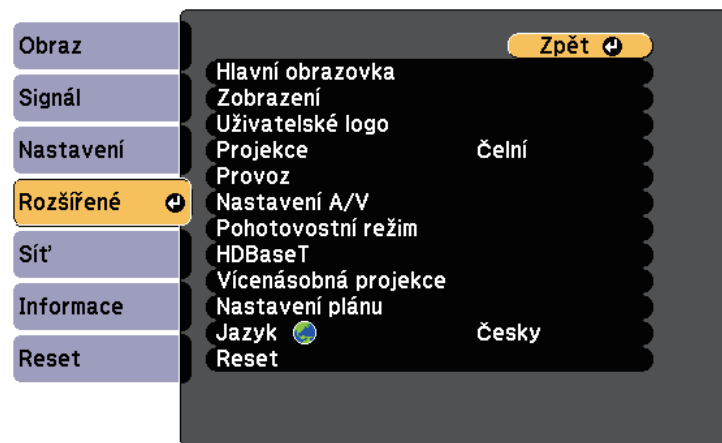 Obraz
Signál
Nastavení
Rozšířené
Síť
Informace
Reset
Zpět
Hlavní obrazovka
Zobrazení
Uživatelské logo
Projekce Čelní
Provoz
Nastavení A/V
Pohotovostní režim
HDBaseT
Vícenásobná projekce
Nastavení plánu
Jazyk Česky
Reset